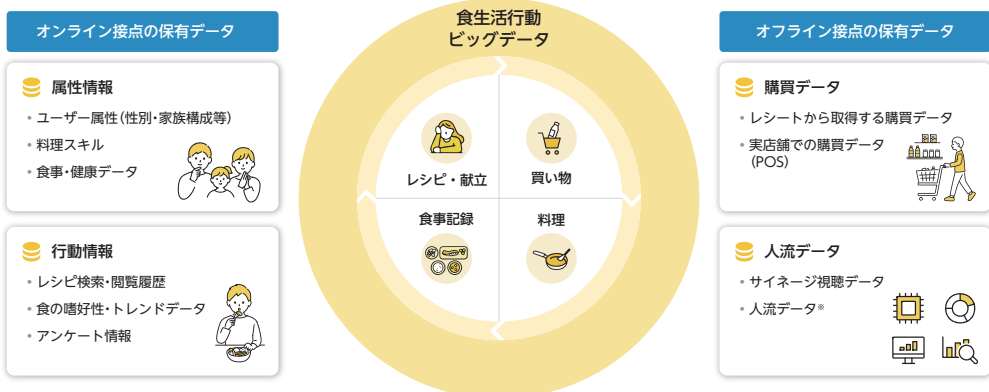 オンライン接点の保有データ
属性情報
・ユーザー属性(性別・家族構成等)
・料理スキル
・食事・健康データ
行動情報
・レシピ検索・閲覧履歴
・食の嗜好性・トレンドデータ
・アンケート情報
食生活行動
ビッグデータ
レシピ・献立
買い物
食事記録
料理
オフライン接点の保有データ
購買データ
・レシートから取得する購買データ
・実店舗での購買データ
(POS)
人流データ
・サイネージ視聴データ
・人流データ※